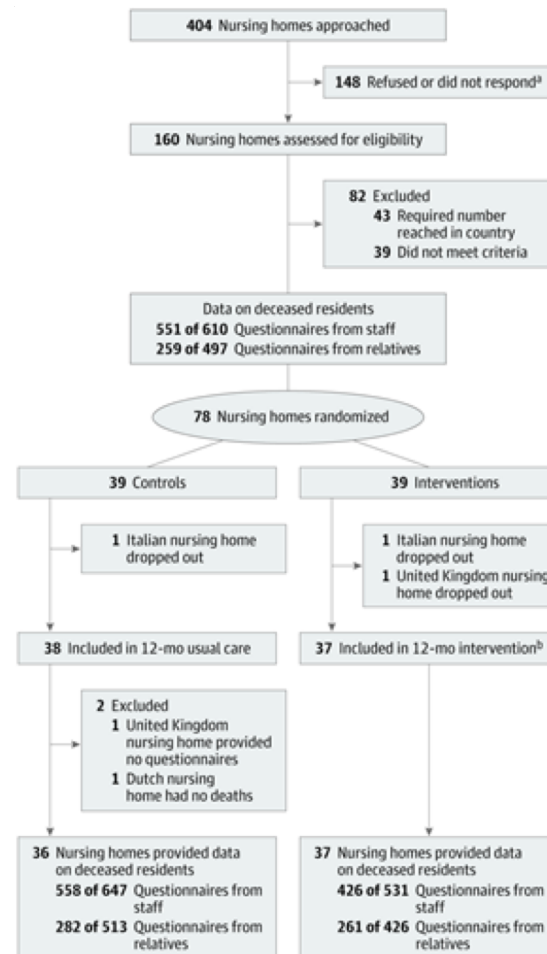 404 Nursing homes approached
148 Refused or did not respondᵃ
160 Nursing homes assessed for eligibility
82 Excluded
43 Required number
reached in country
39 Did not meet criteria
Data on deceased residents
551 of 610 Questionnaires from staff
259 of 497 Questionnaires from relatives
78 Nursing homes randomized
39 Controls
39 Interventions
1 Italian nursing home
dropped out
1 Italian nursing home
dropped out
1 United Kingdom nursing
home dropped out
38 Included in 12-mo usual care
37 Included in 12-mo interventionᵇ
2 Excluded
1 United Kingdom
nursing home provided
no questionnaires
1 Dutch nursing
home had no deaths
36 Nursing homes provided data
on deceased residents
558 of 647 Questionnaires from
staff
282 of 513 Questionnaires from
relatives
37 Nursing homes provided data
on deceased residents
426 of 531 Questionnaires from
staff
261 of 426 Questionnaires from
relatives